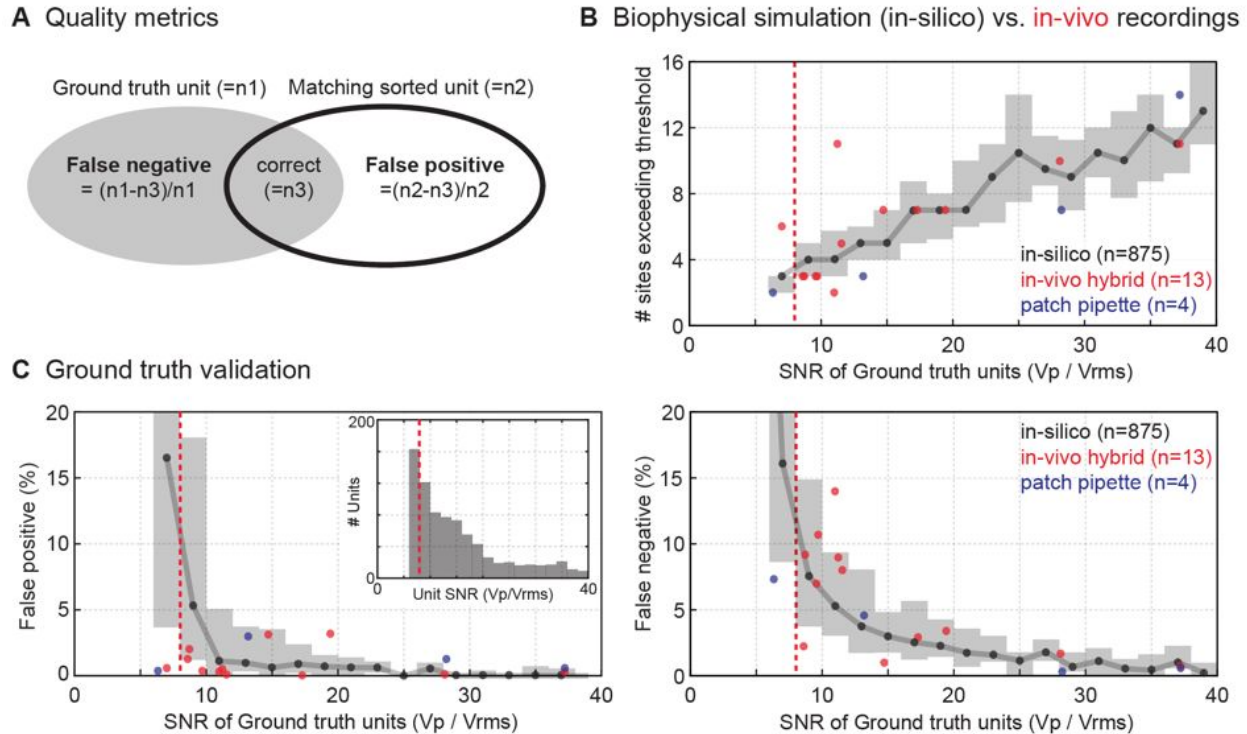 A Quality metrics
Ground truth unit (=n1)
Matching sorted unit (=n2)
False negative
= (n1-n3)/n1
correct
(=n3)
False positive
=(n2-n3)/n2
B Biophysical simulation (in-silico) vs. in-vivo recordings
# sites exceeding threshold
16
12
8
4
0
0
10
20
30
40
in-silico (n=875)
in-vivo hybrid (n=13)
patch pipette (n=4)
SNR of Ground truth units (Vp / Vrms)
C Ground truth validation
False positive (%)
20
15
10
5
0
0
10
20
30
40
SNR of Ground truth units (Vp / Vrms)
200
# Units
0
0
40
Unit SNR (Vp/Vrms)
False negative (%)
20
15
10
5
0
0
10
20
30
40
in-silico (n=875)
in-vivo hybrid (n=13)
patch pipette (n=4)
SNR of Ground truth units (Vp / Vrms)